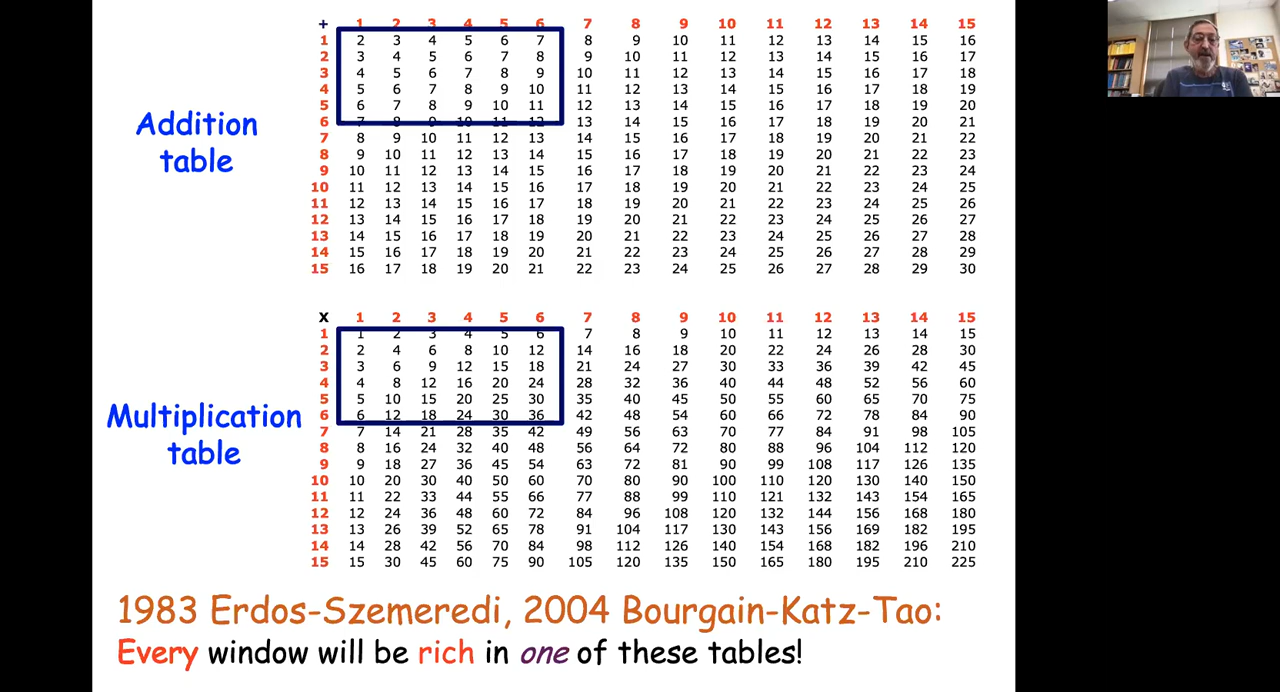 + 1 2 3 4 5 6 7 8 9 10 11 12 13 14 15
1 2 3 4 5 6 7 8 9 10 11 12 13 14 15 16
2 3 4 5 6 7 8 9 10 11 12 13 14 15 16 17
3 4 5 6 7 8 9 10 11 12 13 14 15 16 17 18
4 5 6 7 8 9 10 11 12 13 14 15 16 17 18 19
5 6 7 8 9 10 11 12 13 14 15 16 17 18 19 20
6 7 8 9 10 11 12 13 14 15 16 17 18 19 20 21
7 8 9 10 11 12 13 14 15 16 17 18 19 20 21 22
8 9 10 11 12 13 14 15 16 17 18 19 20 21 22 23
9 10 11 12 13 14 15 16 17 18 19 20 21 22 23 24
10 11 12 13 14 15 16 17 18 19 20 21 22 23 24 25
11 12 13 14 15 16 17 18 19 20 21 22 23 24 25 26
12 13 14 15 16 17 18 19 20 21 22 23 24 25 26 27
13 14 15 16 17 18 19 20 21 22 23 24 25 26 27 28
14 15 16 17 18 19 20 21 22 23 24 25 26 27 28 29
15 16 17 18 19 20 21 22 23 24 25 26 27 28 29 30
Addition
table
X 1 2 3 4 5 6 7 8 9 10 11 12 13 14 15
1 1 2 3 4 5 6 7 8 9 10 11 12 13 14 15
2 2 4 6 8 10 12 14 16 18 20 22 24 26 28 30
3 3 6 9 12 15 18 21 24 27 30 33 36 39 42 45
4 4 8 12 16 20 24 28 32 36 40 44 48 52 56 60
5 5 10 15 20 25 30 35 40 45 50 55 60 65 70 75
6 6 12 18 24 30 36 42 48 54 60 66 72 78 84 90
7 7 14 21 28 35 42 49 56 63 70 77 84 91 98 105
8 8 16 24 32 40 48 56 64 72 80 88 96 104 112 120
9 9 18 27 36 45 54 63 72 81 90 99 108 117 126 135
10 10 20 30 40 50 60 70 80 90 100 110 120 130 140 150
11 11 22 33 44 55 66 77 88 99 110 121 132 143 154 165
12 12 24 36 48 60 72 84 96 108 120 132 144 156 168 180
13 13 26 39 52 65 78 91 104 117 130 143 156 169 182 195
14 14 28 42 56 70 84 98 112 126 140 154 168 182 196 210
15 15 30 45 60 75 90 105 120 135 150 165 180 195 210 225
Multiplication
table
1983 Erdos-Szemeredi, 2004 Bourgain-Katz-Tao:
Every window will be rich in one of these tables!